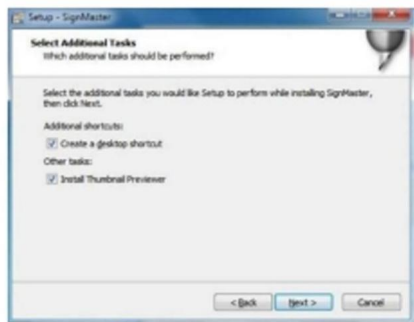 Setup - SignMaster
Select Additional Tasks
Which additional tasks should be performed?
Select the additional tasks you would like Setup to perform while installing SignMaster,
then click Next.
Additional shortcuts:
Create a desktop shortcut
Other tasks:
Install Thumbnail Previewer
< Back
Next >
Cancel